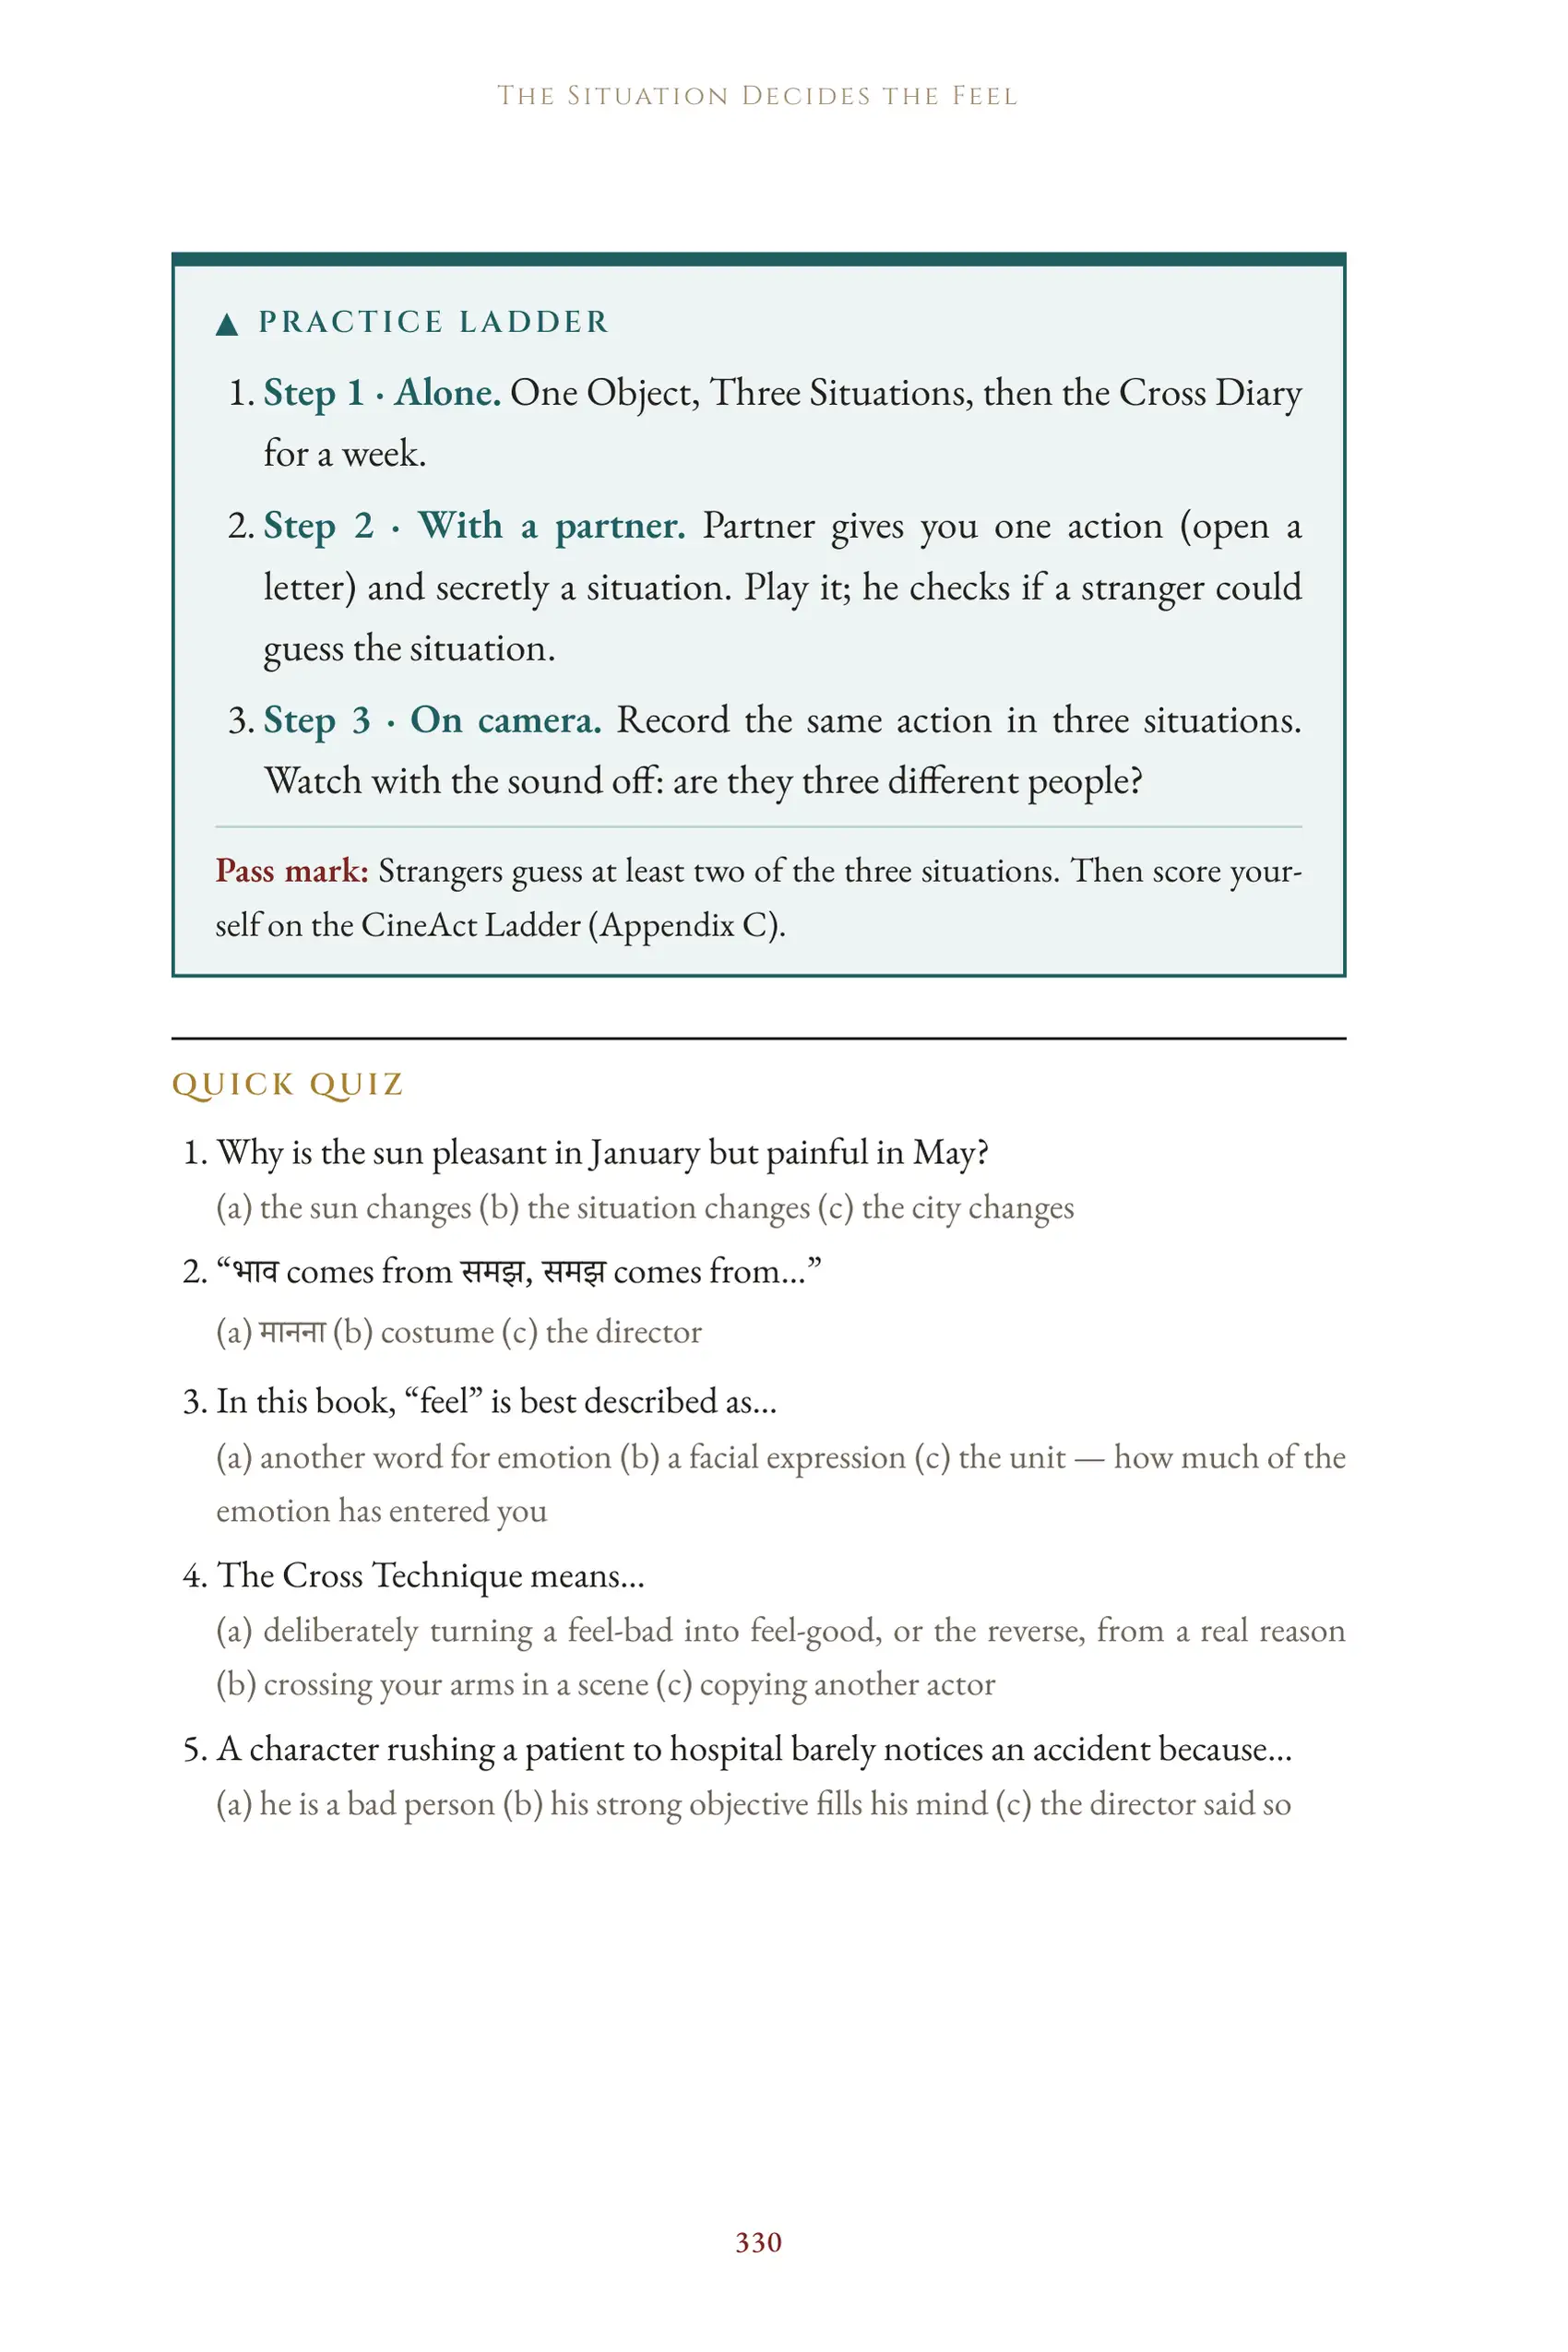 The Situation Decides the Feel
▲ PRACTICE LADDER
1. Step 1 · Alone. One Object, Three Situations, then the Cross Diary
for a week.
2. Step 2 · With a partner. Partner gives you one action (open a
letter) and secretly a situation. Play it; he checks if a stranger could
guess the situation.
3. Step 3 · On camera. Record the same action in three situations.
Watch with the sound off: are they three different people?
Pass mark: Strangers guess at least two of the three situations. Then score your-
self on the CineAct Ladder (Appendix C).
QUICK QUIZ
1. Why is the sun pleasant in January but painful in May?
(a) the sun changes (b) the situation changes (c) the city changes
2. “भाव comes from समझ, समझ comes from…”
(a) मानना (b) costume (c) the director
3. In this book, “feel” is best described as…
(a) another word for emotion (b) a facial expression (c) the unit — how much of the
emotion has entered you
4. The Cross Technique means…
(a) deliberately turning a feel-bad into feel-good, or the reverse, from a real reason
(b) crossing your arms in a scene (c) copying another actor
5. A character rushing a patient to hospital barely notices an accident because…
(a) he is a bad person (b) his strong objective fills his mind (c) the director said so
330